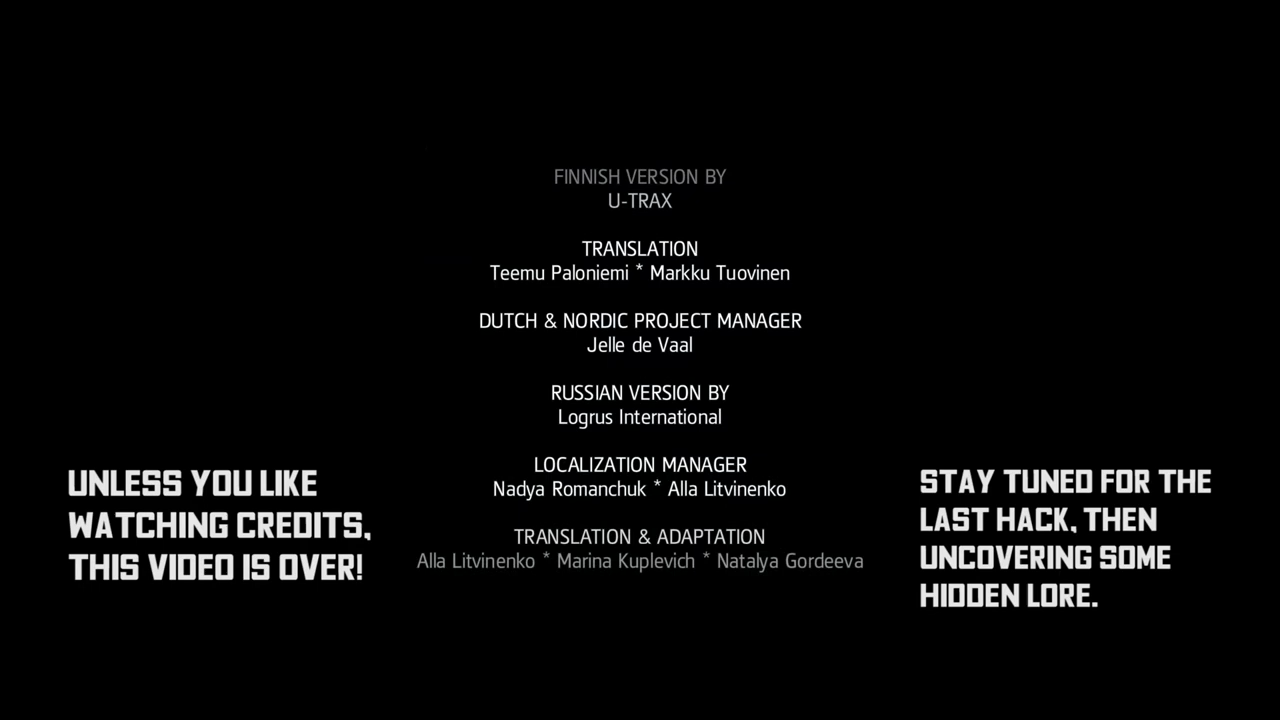 FINNISH VERSION BY
U-TRAX
TRANSLATION
Teemu Paloniemi * Markku Tuovinen
DUTCH & NORDIC PROJECT MANAGER
Jelle de Vaal
RUSSIAN VERSION BY
Logrus International
LOCALIZATION MANAGER
Nadya Romanchuk * Alla Litvinenko
TRANSLATION & ADAPTATION
Alla Litvinenko * Marina Kuplevich * Natalya Gordeeva
UNLESS YOU LIKE
WATCHING CREDITS,
THIS VIDEO IS OVER!
STAY TUNED FOR THE
LAST HACK, THEN
UNCOVERING SOME
HIDDEN LORE.